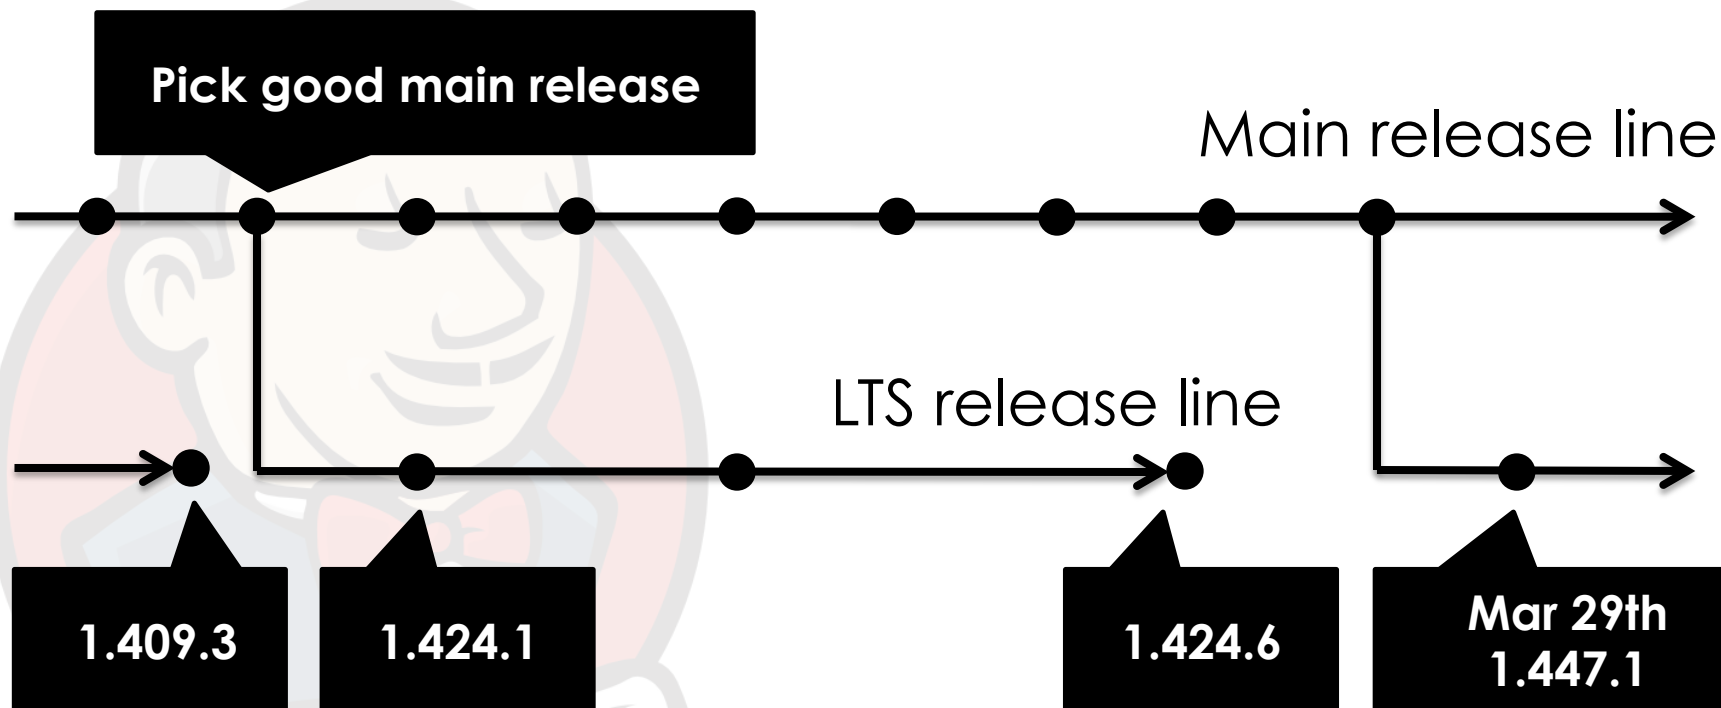 Pick good main release
Main release line
LTS release line
1.409.3
1.424.1
1.424.6
Mar 29th
1.447.1